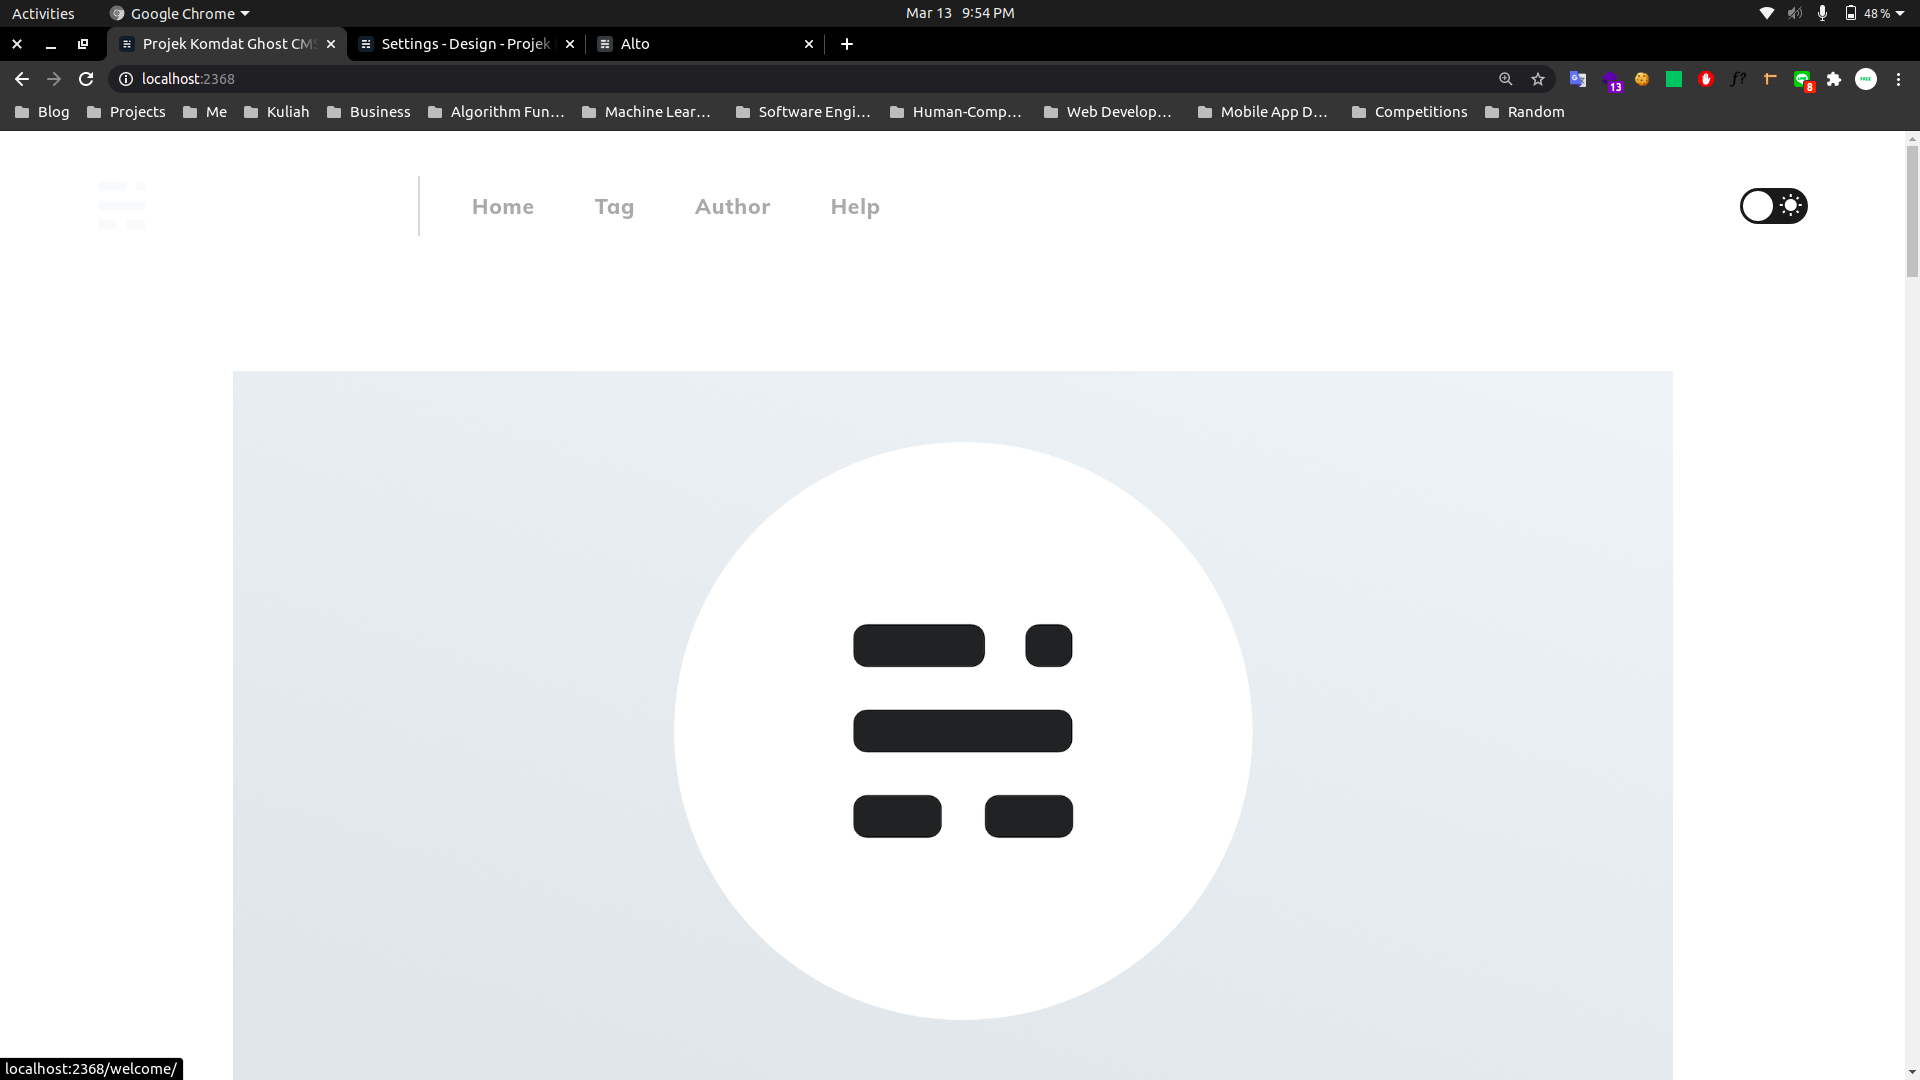 Activities Google Chrome Mar 13 9:54 PM 48 %
Projek Komdat Ghost CMS Settings - Design - Projek Alto
localhost:2368 13 ƒ? FREE 8
Blog Projects Me Kuliah Business Algorithm Fun... Machine Lear... Software Engi... Human-Comp... Web Develop... Mobile App D... Competitions Random
Home Tag Author Help
localhost:2368/welcome/